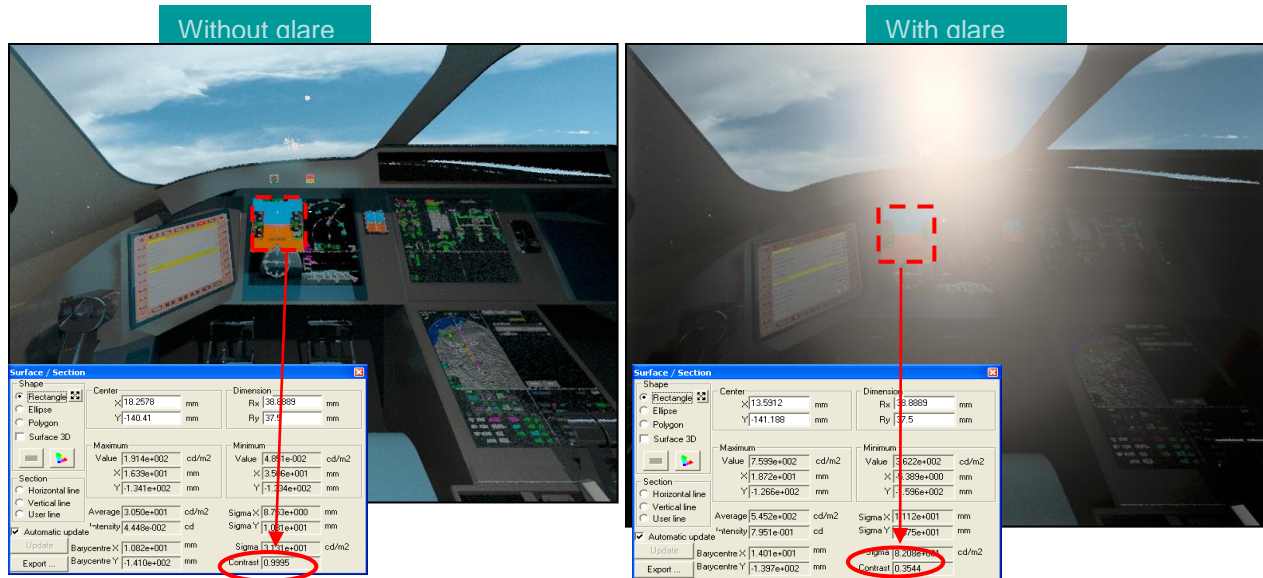 Without glare
With glare
Surface / Section
Shape
Rectangle
Ellipse
Polygon
Surface 3D
Center
X 18.2578 mm
Y -140.41 mm
Dimension
Rx 38.8889 mm
Ry 37.5 mm
Maximum
Value 1.914e+002 cd/m2
X 1.639e+001 mm
Y -1.341e+002 mm
Minimum
Value cd/m2
X mm
Y mm
Section
Horizontal line
Vertical line
User line
Average 3.050e+001 cd/m2
Intensity 4.448e-002 cd
Sigma X mm
Sigma Y mm
Automatic update
Update
Export ...
Barycentre X 1.082e+001 mm
Barycentre Y -1.410e+002 mm
Sigma cd/m2
Contrast 0.9995
Surface / Section
Shape
Rectangle
Ellipse
Polygon
Surface 3D
Center
X 13.5912 mm
Y -141.188 mm
Dimension
Rx 38.8889 mm
Ry 37.5 mm
Maximum
Value 7.599e+002 cd/m2
X 1.872e+001 mm
Y -1.266e+002 mm
Minimum
Value cd/m2
X mm
Y mm
Section
Horizontal line
Vertical line
User line
Average 5.452e+002 cd/m2
Intensity 7.951e-001 cd
Sigma X mm
Sigma Y mm
Automatic update
Update
Export ...
Barycentre X 1.401e+001 mm
Barycentre Y -1.397e+002 mm
Sigma 8.208e+001 cd/m2
Contrast 0.3544